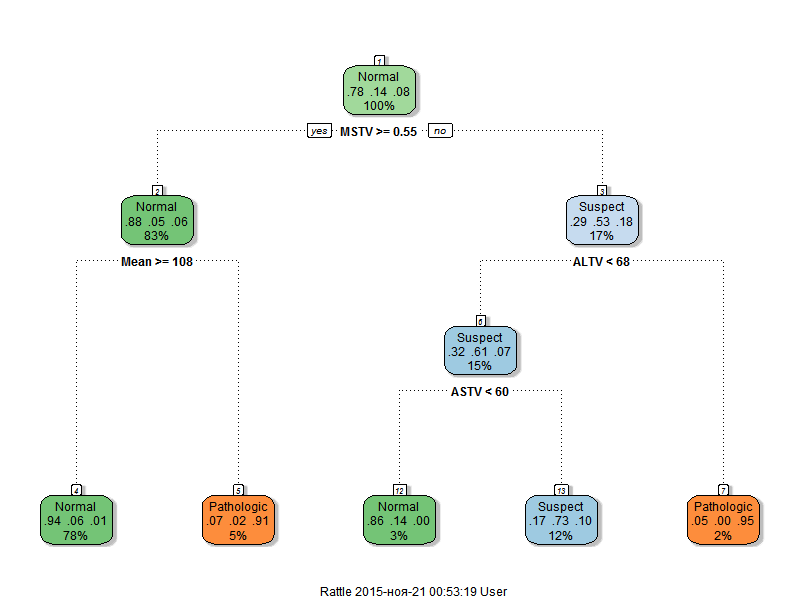 1
Normal
.78 .14 .08
100%
yes MSTV >= 0.55 no
2
Normal
.88 .05 .06
83%
3
Suspect
.29 .53 .18
17%
Mean >= 108
ALTV < 68
6
Suspect
.32 .61 .07
15%
ASTV < 60
4
Normal
.94 .06 .01
78%
5
Pathologic
.07 .02 .91
5%
12
Normal
.86 .14 .00
3%
13
Suspect
.17 .73 .10
12%
7
Pathologic
.05 .00 .95
2%
Rattle 2015-ноя-21 00:53:19 User